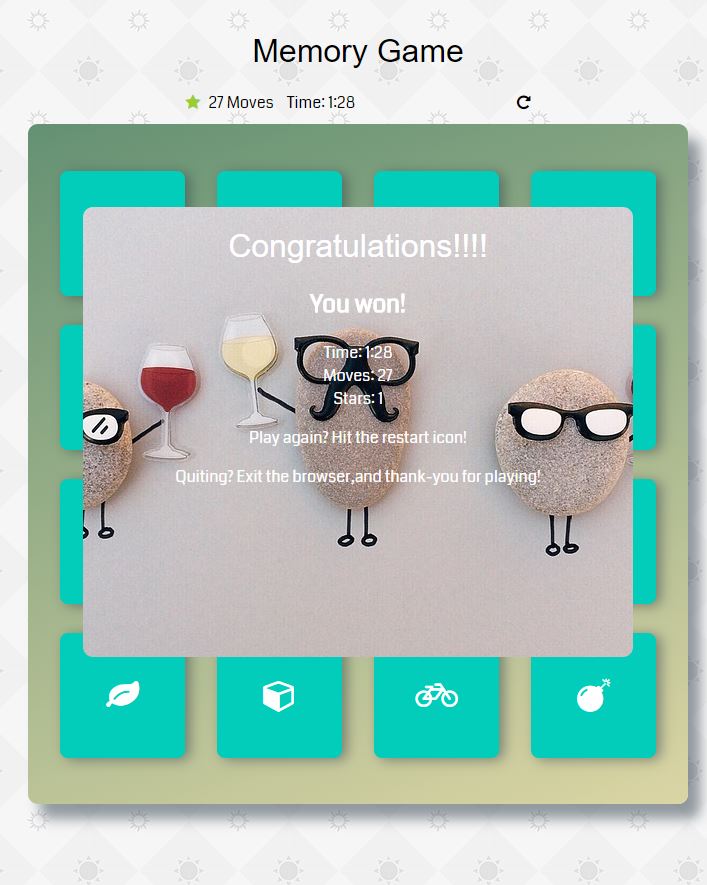 Memory Game
27 Moves Time: 1:28
Congratulations!!!!
You won!
Time: 1:28
Moves: 27
Stars: 1
Play again? Hit the restart icon!
Quiting? Exit the browser,and thank-you for playing!